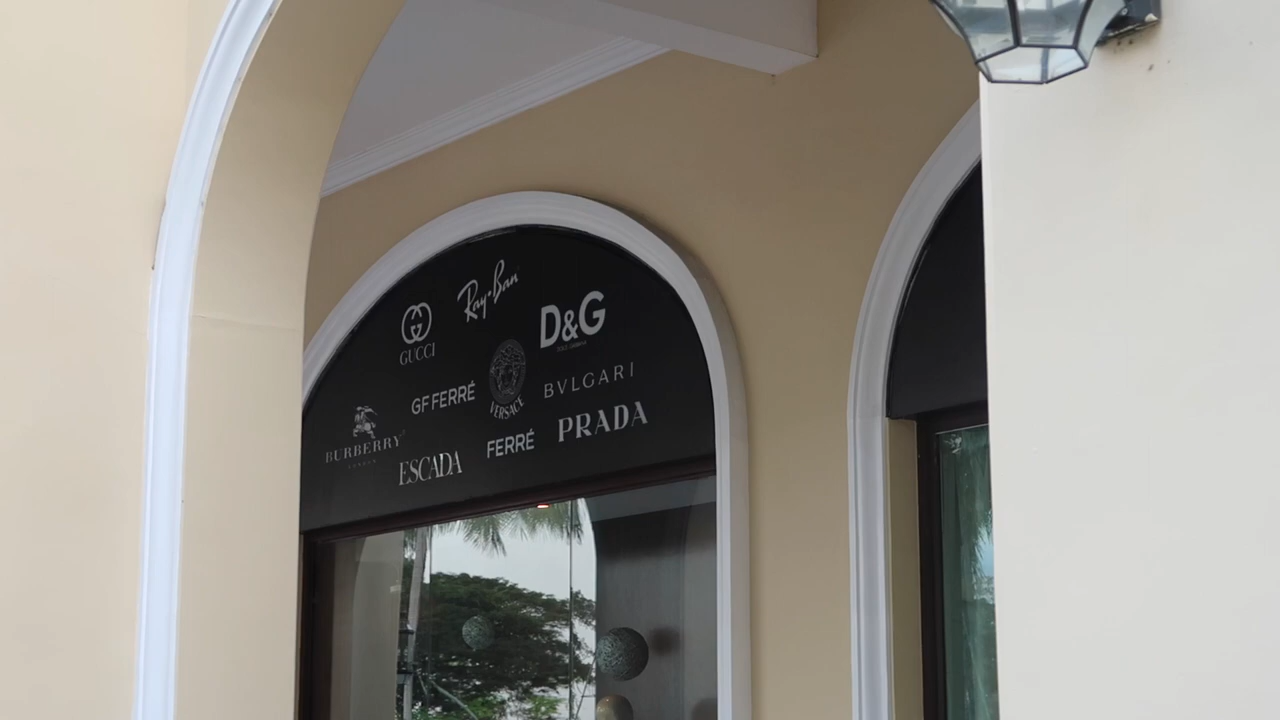 Ray-Ban
GUCCI
D&G
VERSACE
BVLGARI
GF FERRÉ
PRADA
BURBERRY
FERRÉ
ESCADA